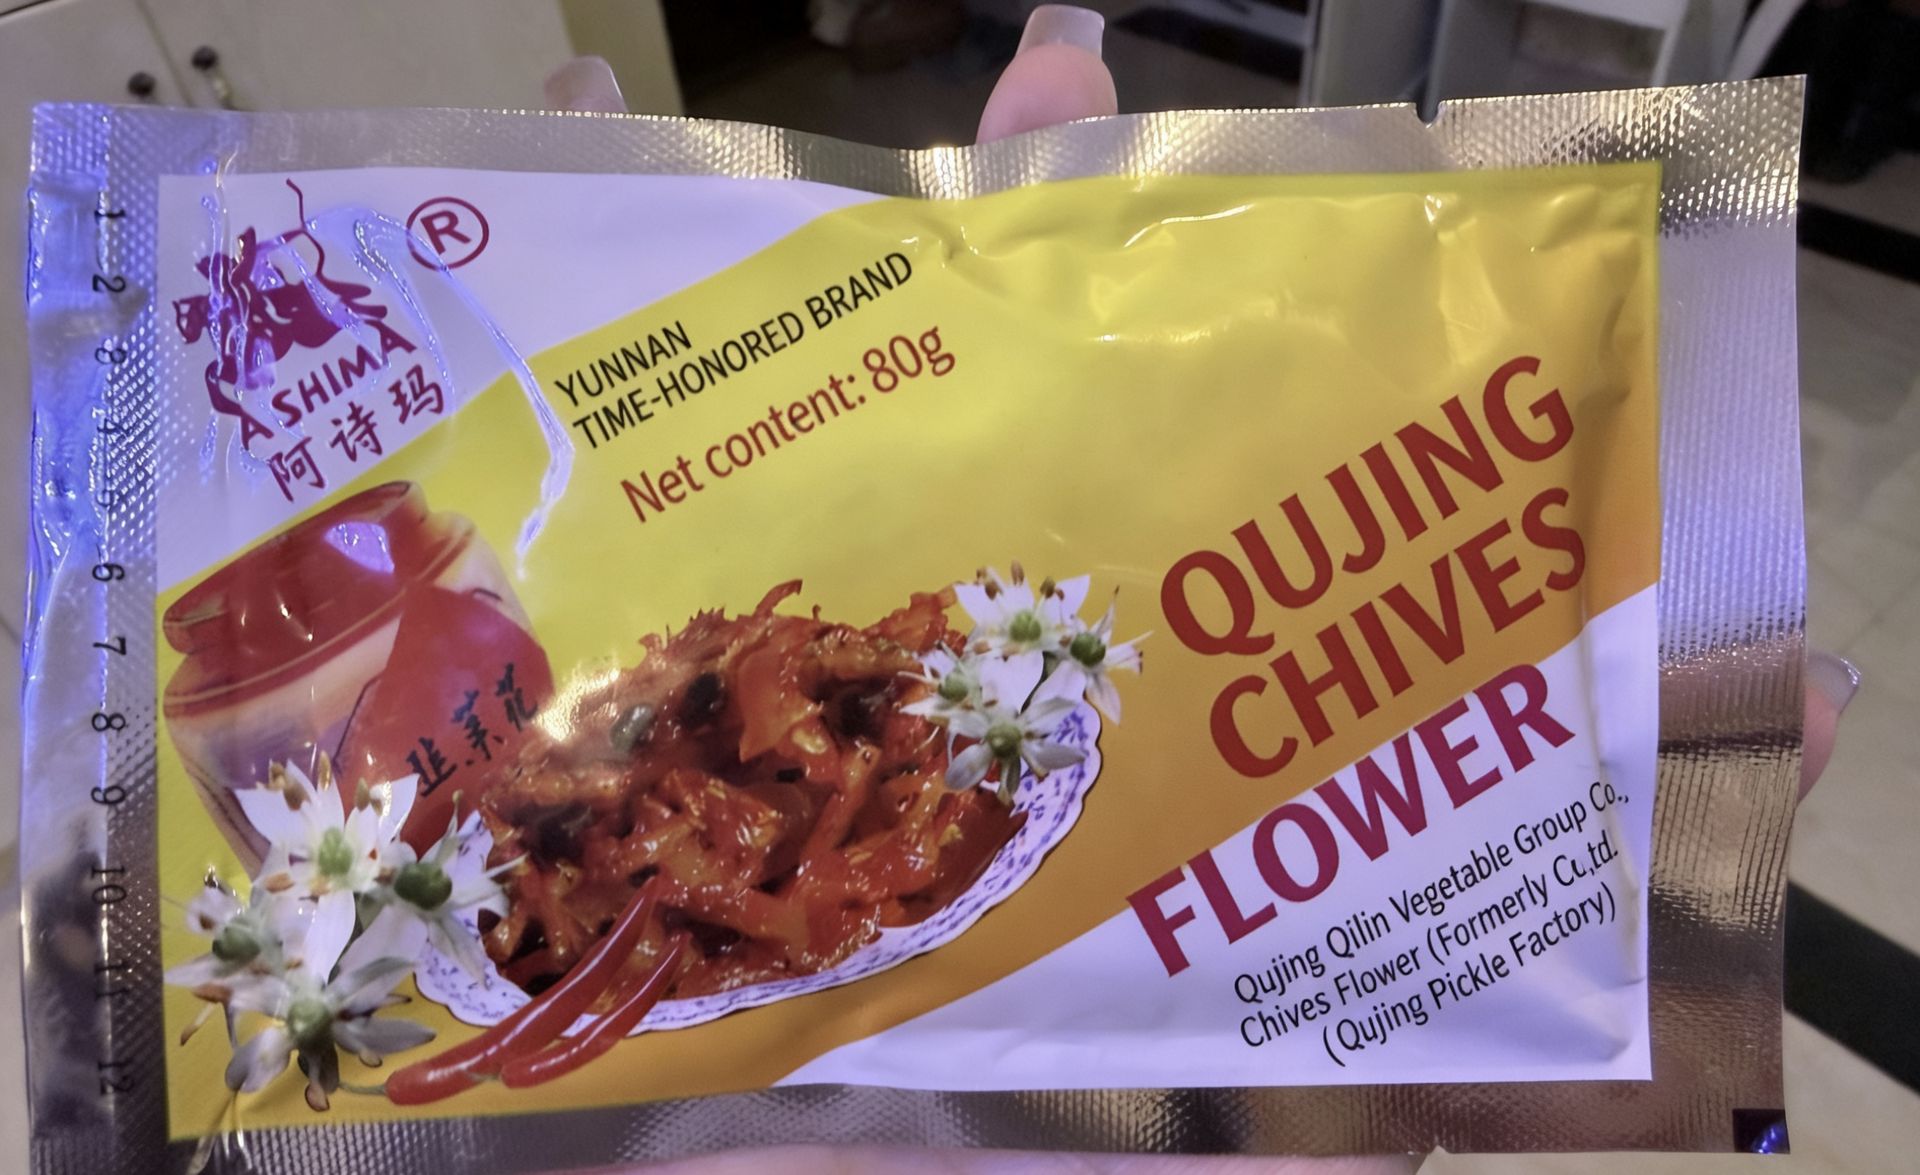 1
2
3
4
5
6
7
8
9
10
11
12
®
ASHIMA
阿诗玛
YUNNAN
TIME-HONORED BRAND
Net content: 80g
韭菜花
QUJING
CHIVES
FLOWER
Qujing Qilin Vegetable Group Co.,
Chives Flower (Formerly Cu,td.
(Qujing Pickle Factory)